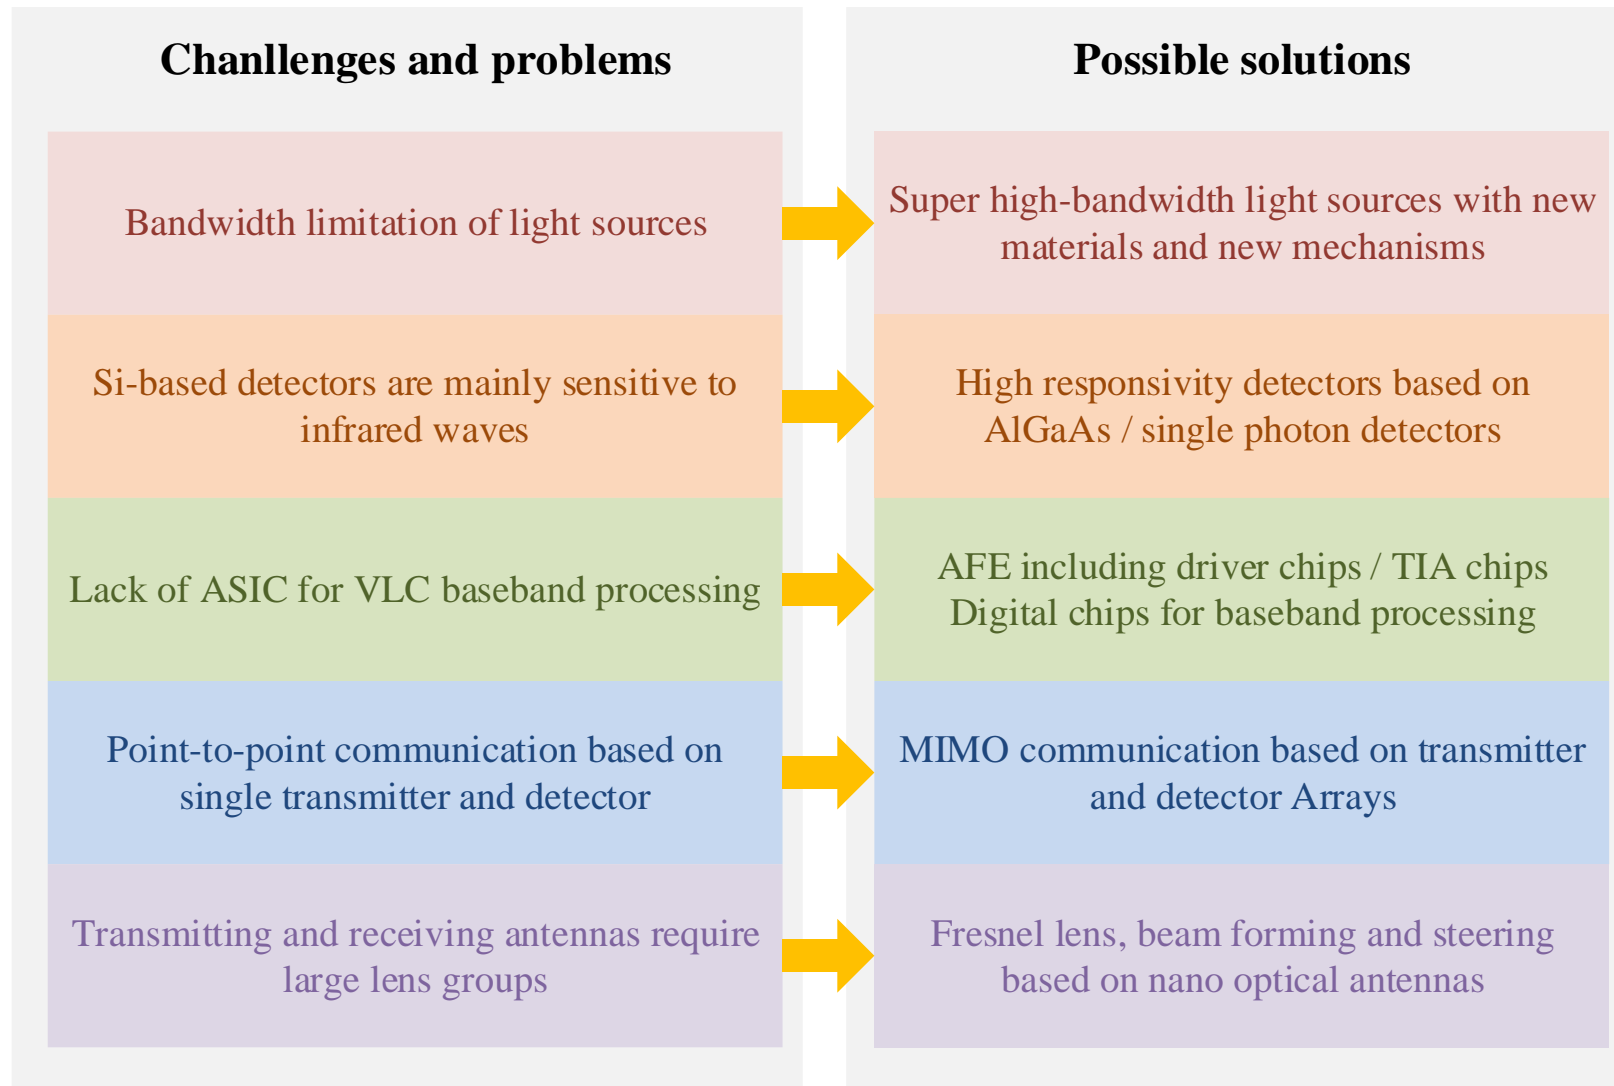 Chanllenges and problems
Bandwidth limitation of light sources
Si-based detectors are mainly sensitive to
infrared waves
Lack of ASIC for VLC baseband processing
Point-to-point communication based on
single transmitter and detector
Transmitting and receiving antennas require
large lens groups
Possible solutions
Super high-bandwidth light sources with new
materials and new mechanisms
High responsivity detectors based on
AlGaAs / single photon detectors
AFE including driver chips / TIA chips
Digital chips for baseband processing
MIMO communication based on transmitter
and detector Arrays
Fresnel lens, beam forming and steering
based on nano optical antennas